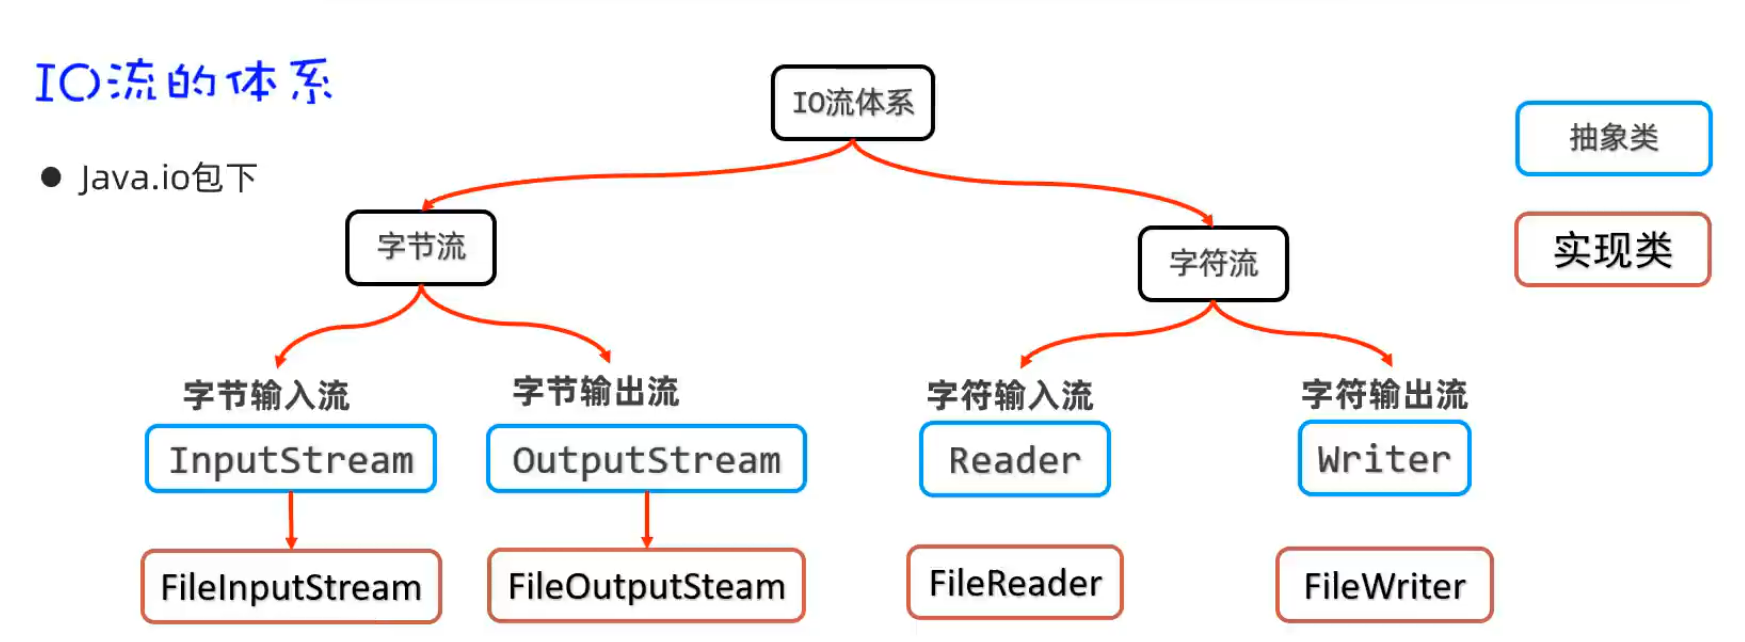 IO流的体系
IO流体系
抽象类
Java.io包下
字节流
字符流
实现类
字节输入流
字节输出流
字符输入流
字符输出流
InputStream
OutputStream
Reader
Writer
FileInputStream
FileOutputSteam
FileReader
FileWriter